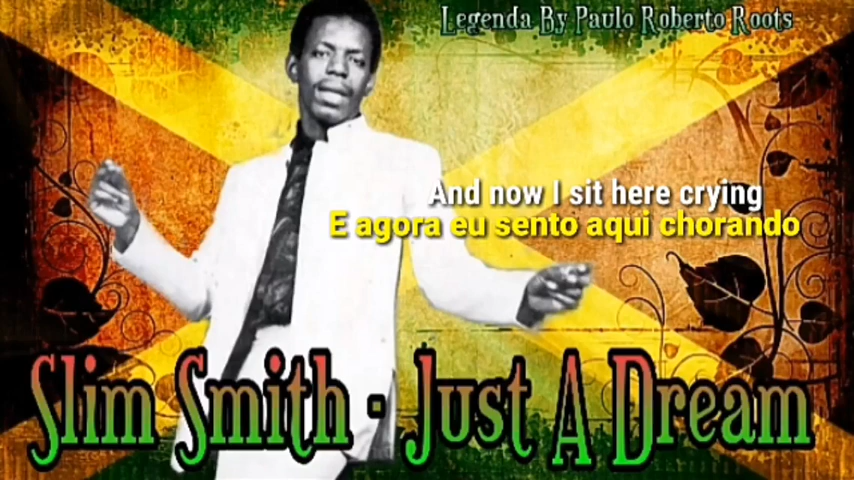 Legenda By Paulo Roberto Roots
And now I sit here crying
E agora eu sento aqui chorando
Slim Smith - Just A Dream